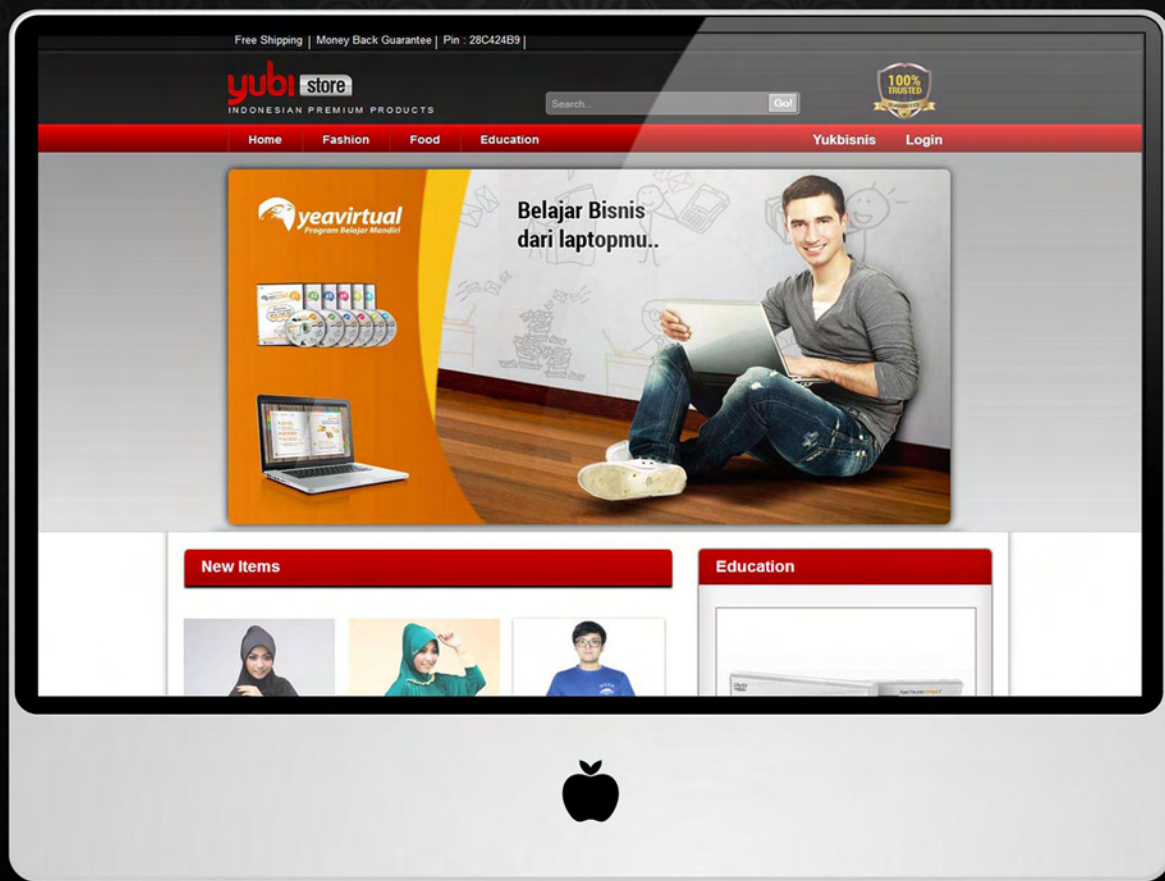 Free Shipping | Money Back Guarantee | Pin : 28C424B9 |
yubi store
INDONESIAN PREMIUM PRODUCTS
Search...
Go!
100%
TRUSTED
Home Fashion Food Education Yukbisnis Login
yeavirtual
Program Belajar Mandiri
Belajar Bisnis
dari laptopmu..
New Items
Education